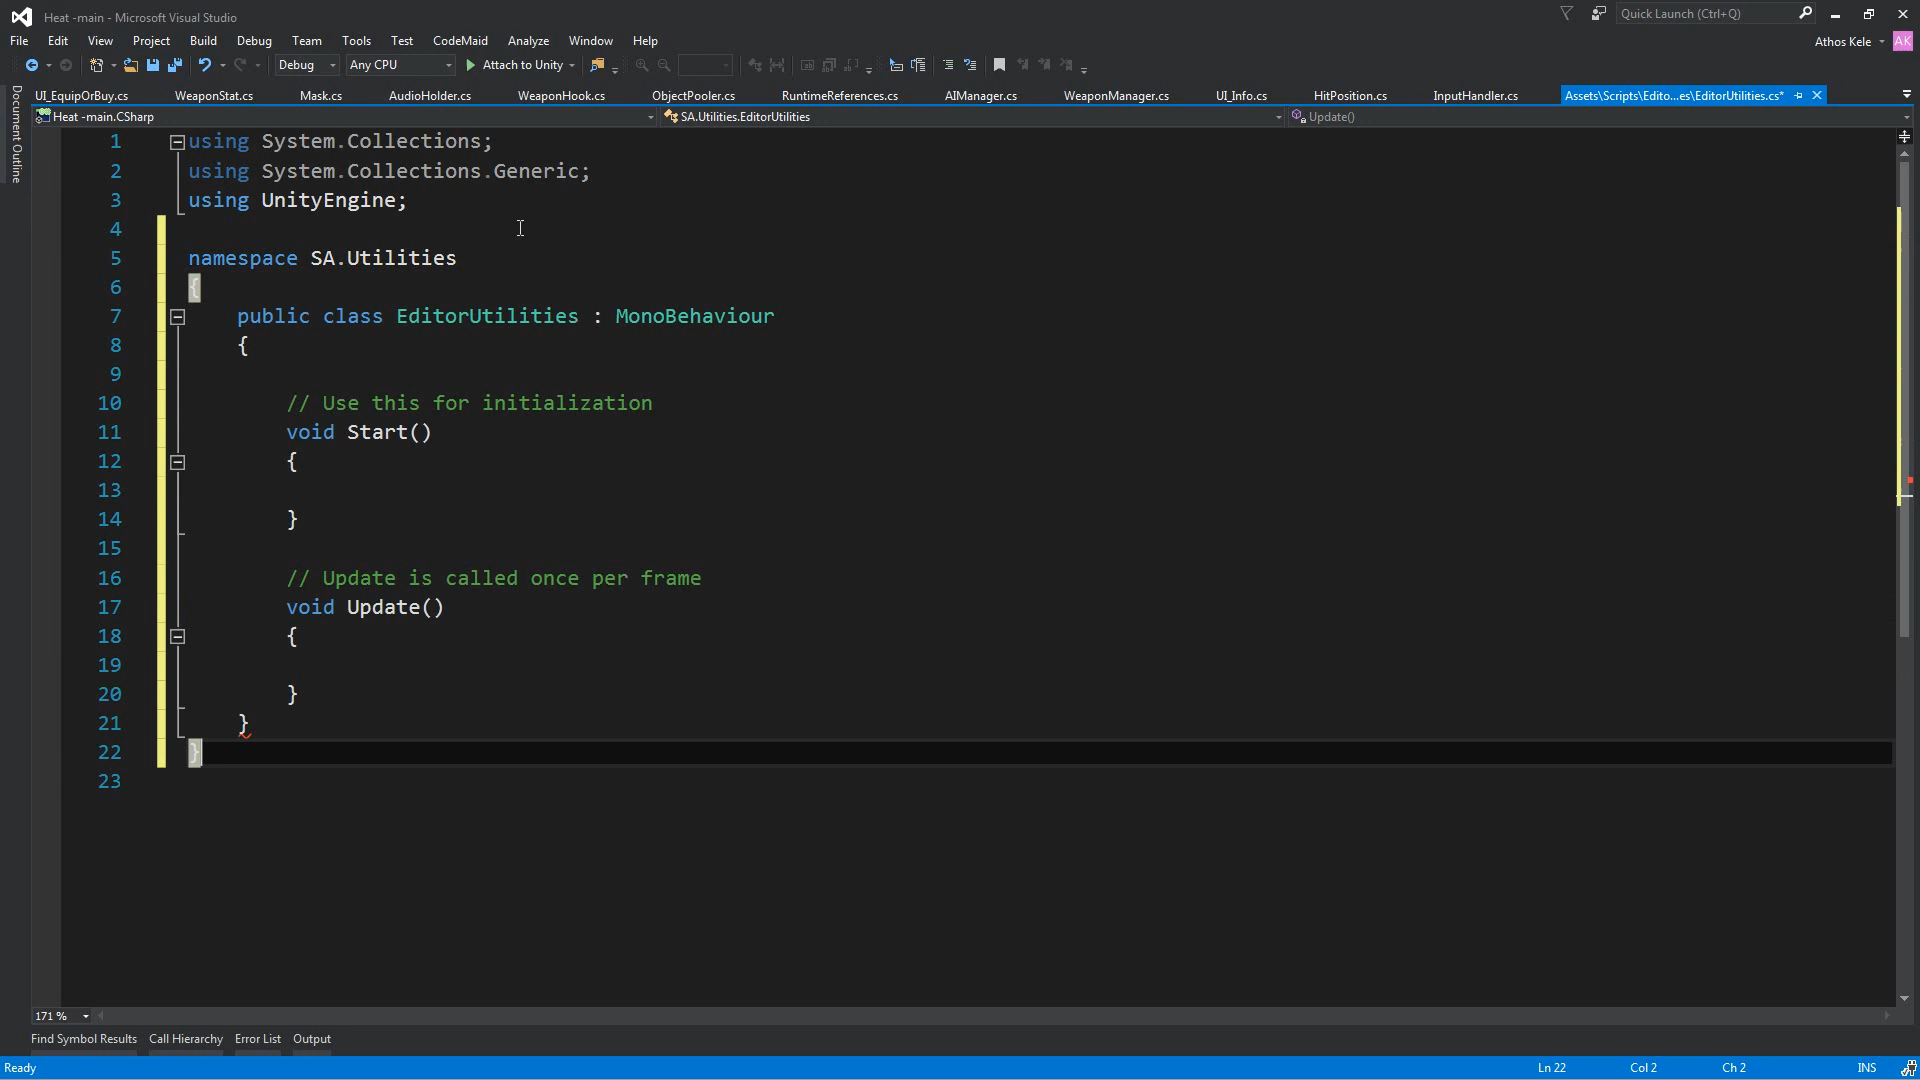 Heat -main - Microsoft Visual Studio
Quick Launch (Ctrl+Q)
File Edit View Project Build Debug Team Tools Test CodeMaid Analyze Window Help
Athos Kele AK
Debug Any CPU Attach to Unity
Document Outline
UI_EquipOrBuy.cs WeaponStat.cs Mask.cs AudioHolder.cs WeaponHook.cs ObjectPooler.cs RuntimeReferences.cs AIManager.cs WeaponManager.cs UI_Info.cs HitPosition.cs InputHandler.cs Assets\Scripts\Edito...es\EditorUtilities.cs*
Heat -main.CSharp SA.Utilities.EditorUtilities Update()
1 using System.Collections;
2 using System.Collections.Generic;
3 using UnityEngine;
4
5 namespace SA.Utilities
6 {
7 public class EditorUtilities : MonoBehaviour
8 {
9
10 // Use this for initialization
11 void Start()
12 {
13
14 }
15
16 // Update is called once per frame
17 void Update()
18 {
19
20 }
21 }
22 }
23
171 %
Find Symbol Results Call Hierarchy Error List Output
Ready Ln 22 Col 2 Ch 2 INS